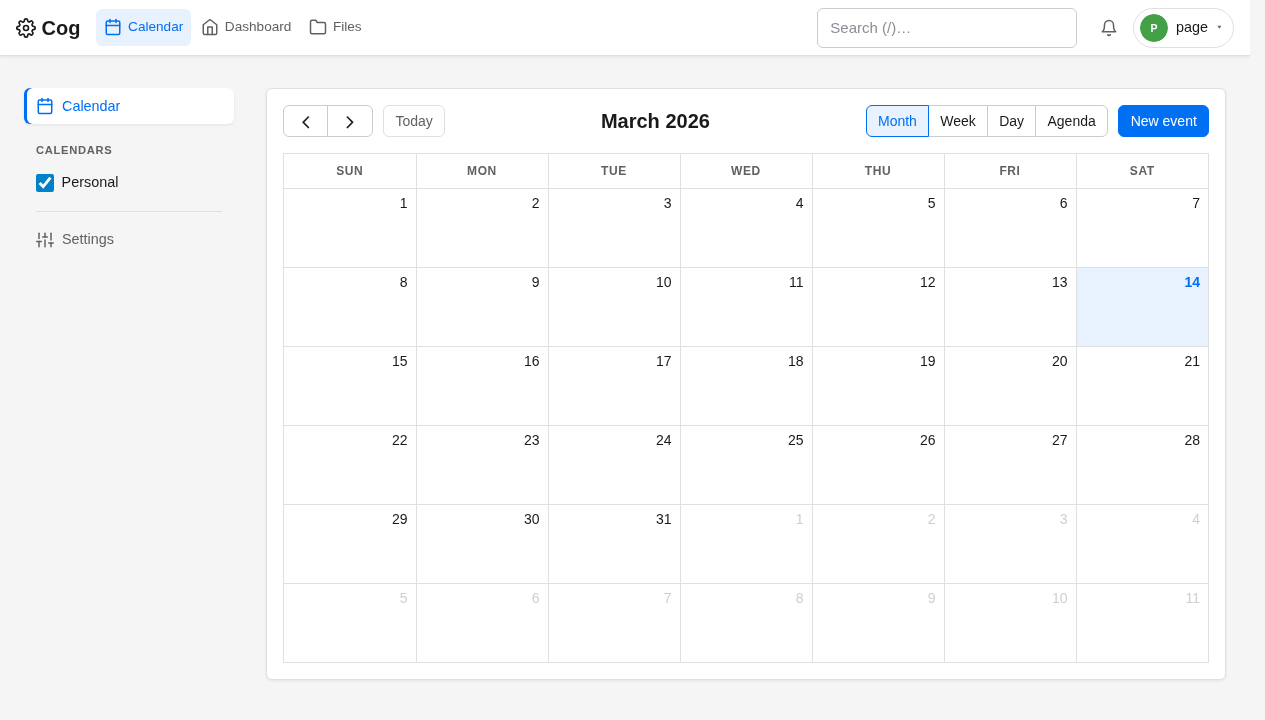 Cog Calendar Dashboard Files Search (/)… P page
Calendar
CALENDARS
Personal
Settings
Today March 2026 Month Week Day Agenda New event
SUN MON TUE WED THU FRI SAT
1 2 3 4 5 6 7
8 9 10 11 12 13 14
15 16 17 18 19 20 21
22 23 24 25 26 27 28
29 30 31 1 2 3 4
5 6 7 8 9 10 11